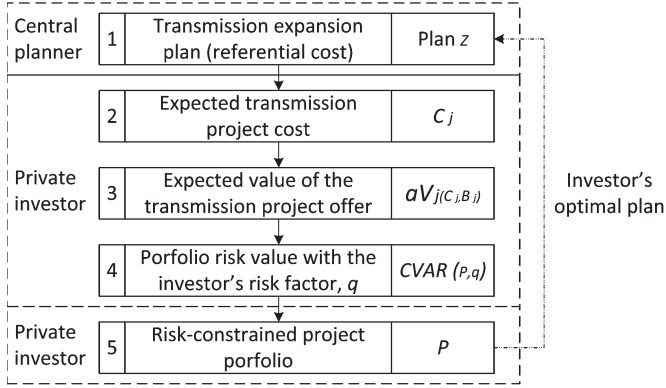 Central
planner
1
Transmission expansion
plan (referential cost)
Plan z
2
Expected transmission
project cost
C j
Private
investor
3
Expected value of the
transmission project offer
aVj(C j,B j)
4
Porfolio risk value with the
investor's risk factor, q
CVAR (P,q)
Private
investor
5
Risk-constrained project
porfolio
P
Investor's
optimal plan